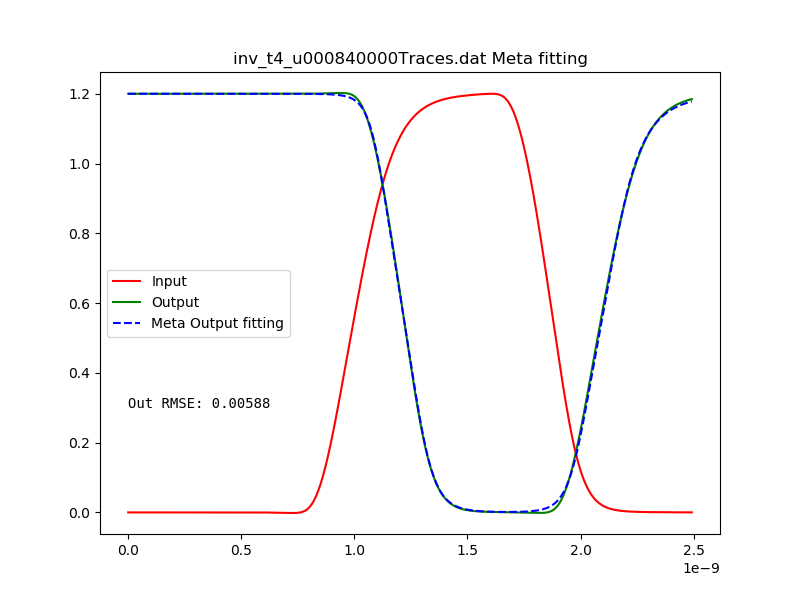 inv_t4_u000840000Traces.dat Meta fitting
1.2
1.0
0.8
0.6
0.4
0.2
0.0
Input
Output
Meta Output fitting
Out RMSE: 0.00588
0.0
0.5
1.0
1.5
2.0
2.5
1e−9